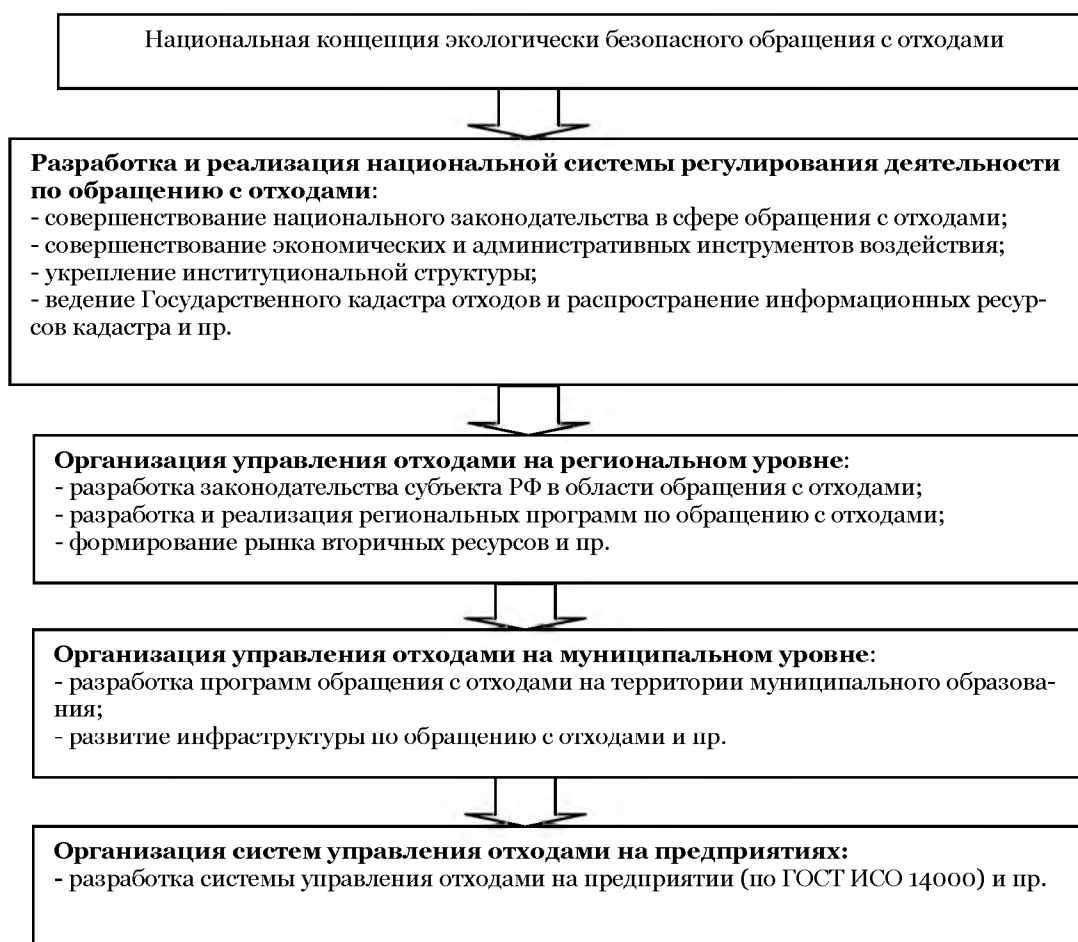 Национальная концепция экологически безопасного обращения с отходами
Разработка и реализация национальной системы регулирования деятельности
по обращению с отходами:
- совершенствование национального законодательства в сфере обращения с отходами;
- совершенствование экономических и административных инструментов воздействия;
- укрепление институциональной структуры;
- ведение Государственного кадастра отходов и распространение информационных ресур-
сов кадастра и пр.
Организация управления отходами на региональном уровне:
- разработка законодательства субъекта РФ в области обращения с отходами;
- разработка и реализация региональных программ по обращению с отходами;
- формирование рынка вторичных ресурсов и пр.
Организация управления отходами на муниципальном уровне:
- разработка программ обращения с отходами на территории муниципального образова-
ния;
- развитие инфраструктуры по обращению с отходами и пр.
Организация систем управления отходами на предприятиях:
- разработка системы управления отходами на предприятии (по ГОСТ ИСО 14000) и пр.